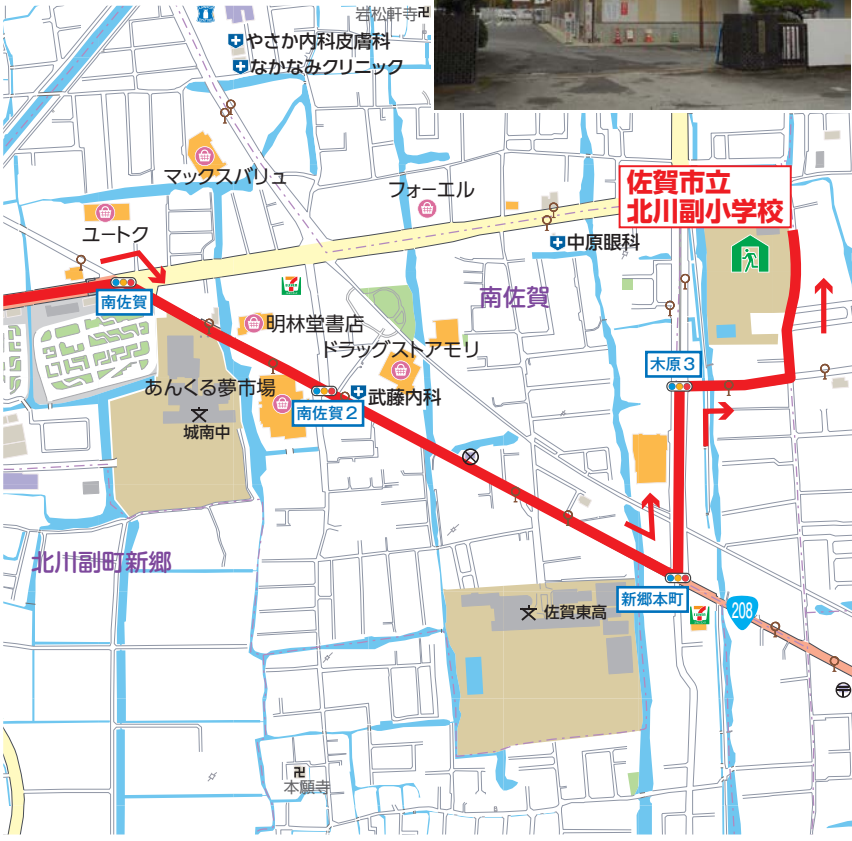 岩松軒寺
やさか内科皮膚科
なかなみクリニック
マックスバリュ
フォーエル
佐賀市立
北川副小学校
ユートク
中原眼科
南佐賀
南佐賀
明林堂書店
ドラッグストアモリ
木原3
あんくる夢市場
武藤内科
南佐賀2
城南中
北川副町新郷
新郷本町
佐賀東高
208
本願寺